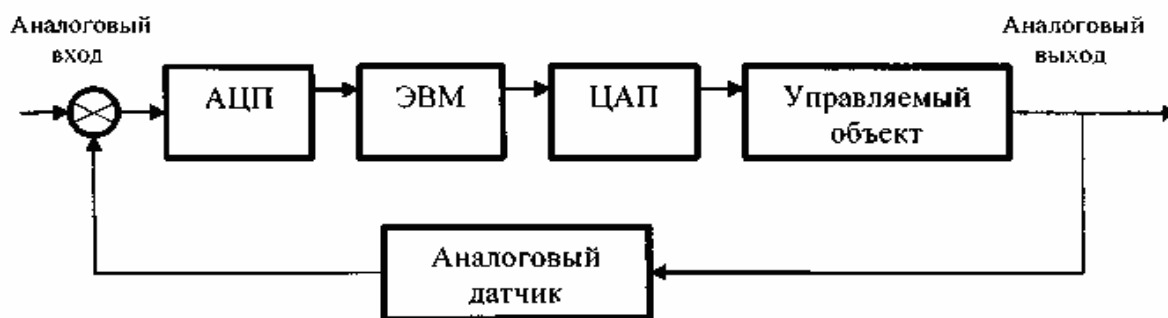 Аналоговый
вход
Аналоговый
выход
АЦП
ЭВМ
ЦАП
Управляемый
объект
Аналоговый
датчик